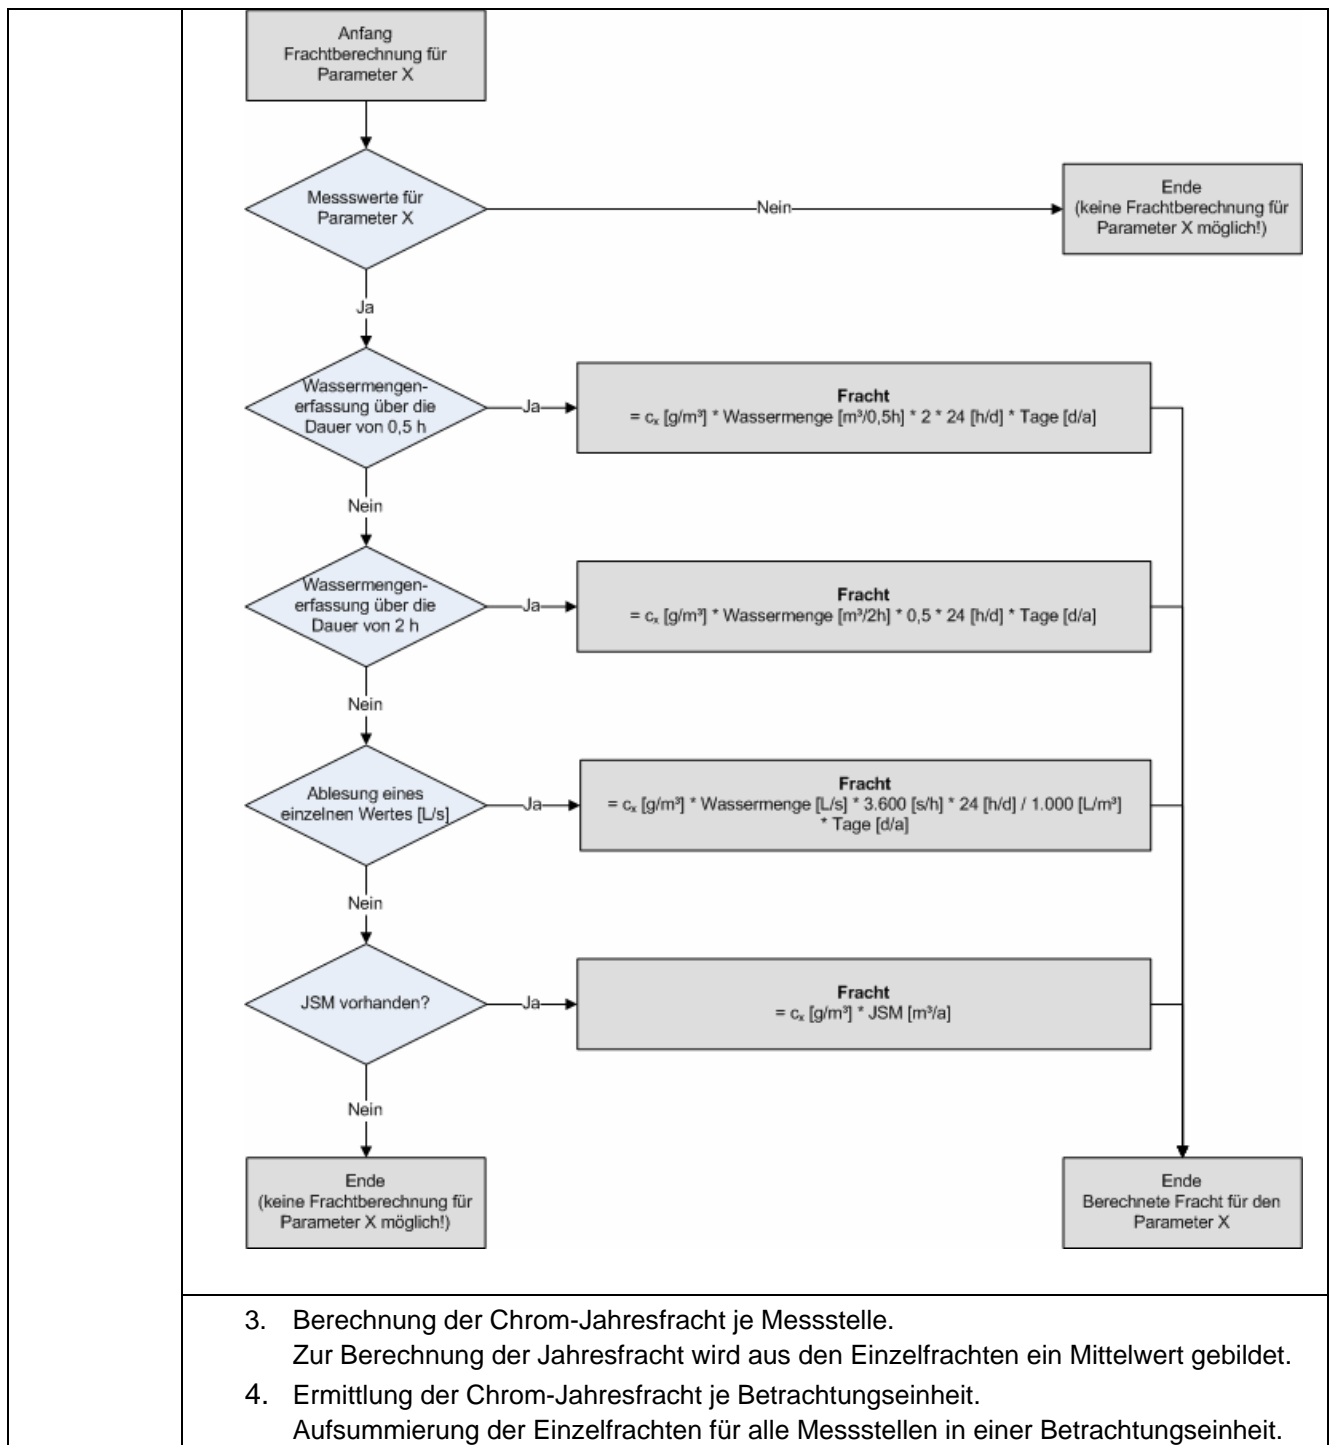 Anfang
Frachtberechnung für
Parameter X
Messswerte für
Parameter X
Nein
Ende
(keine Frachtberechnung für
Parameter X möglich!)
Ja
Wassermengen-
erfassung über die
Dauer von 0,5 h
Ja
Fracht
= cₓ [g/m³] * Wassermenge [m³/0,5h] * 2 * 24 [h/d] * Tage [d/a]
Nein
Wassermengen-
erfassung über die
Dauer von 2 h
Ja
Fracht
= cₓ [g/m³] * Wassermenge [m³/2h] * 0,5 * 24 [h/d] * Tage [d/a]
Nein
Ablesung eines
einzelnen Wertes [L/s]
Ja
Fracht
= cₓ [g/m³] * Wassermenge [L/s] * 3.600 [s/h] * 24 [h/d] / 1.000 [L/m³]
* Tage [d/a]
Nein
JSM vorhanden?
Ja
Fracht
= cₓ [g/m³] * JSM [m³/a]
Nein
Ende
(keine Frachtberechnung für
Parameter X möglich!)
Ende
Berechnete Fracht für den
Parameter X
3. Berechnung der Chrom-Jahresfracht je Messstelle.
Zur Berechnung der Jahresfracht wird aus den Einzelfrachten ein Mittelwert gebildet.
4. Ermittlung der Chrom-Jahresfracht je Betrachtungseinheit.
Aufsummierung der Einzelfrachten für alle Messstellen in einer Betrachtungseinheit.